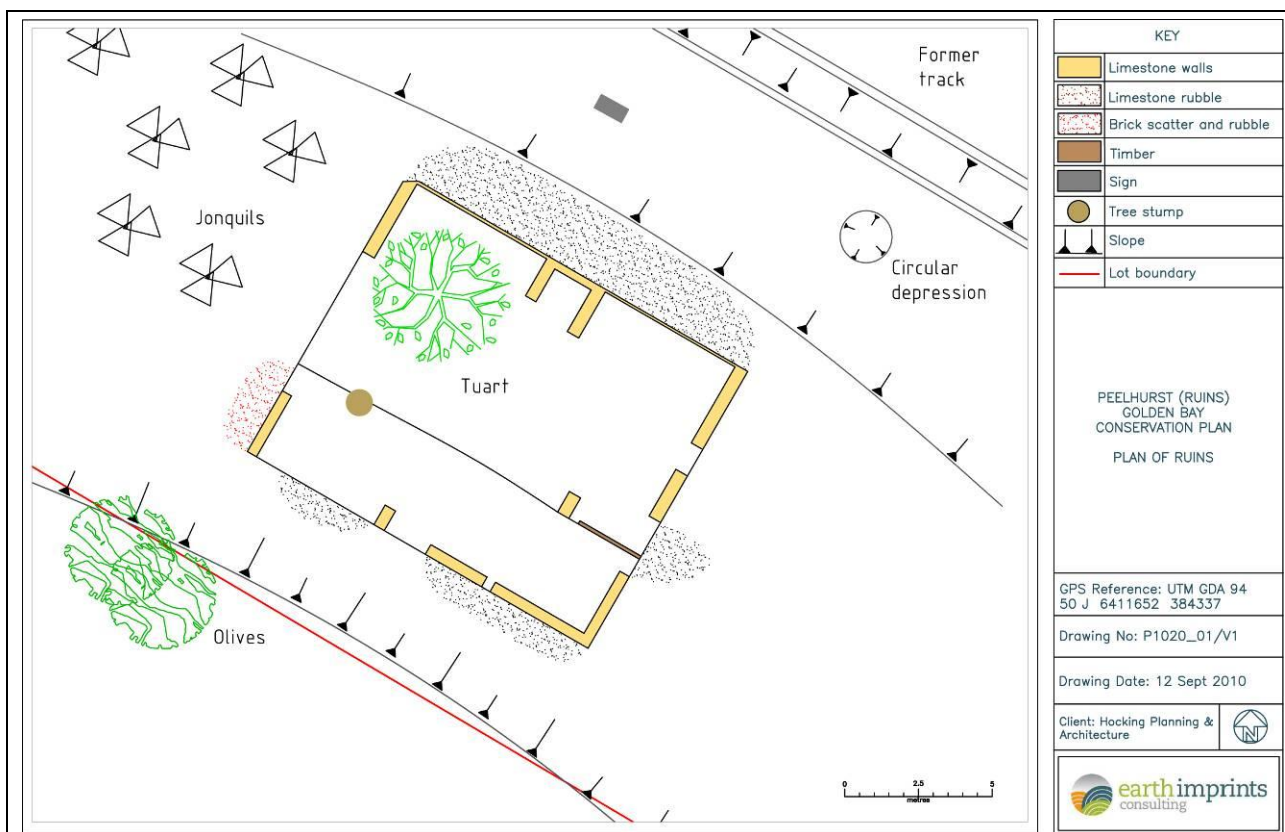 Former
track
Jonquils
Circular
depression
Tuart
Olives
0 2.5 5
metres
KEY
Limestone walls
Limestone rubble
Brick scatter and rubble
Timber
Sign
Tree stump
Slope
Lot boundary
PEELHURST (RUINS)
GOLDEN BAY
CONSERVATION PLAN
PLAN OF RUINS
GPS Reference: UTM GDA 94
50 J 6411652 384337
Drawing No: P1020_01/V1
Drawing Date: 12 Sept 2010
Client: Hocking Planning &
Architecture
N
earth imprints
consulting